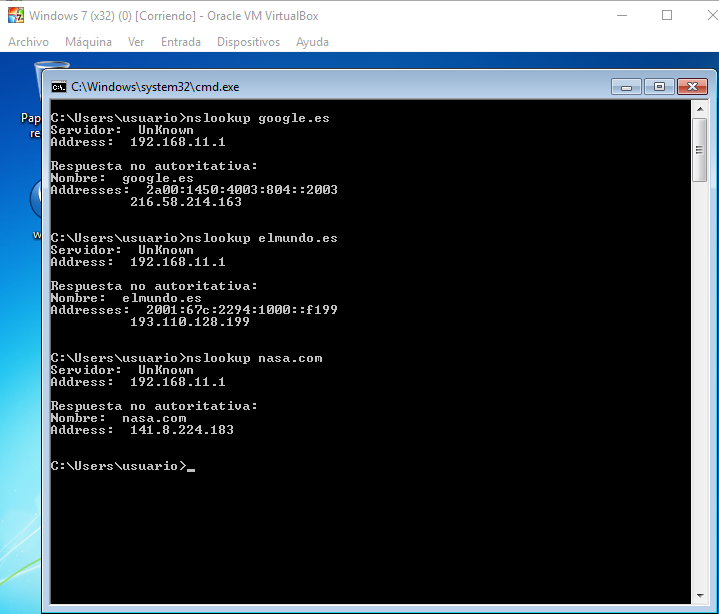 Windows 7 (x32) (0) [Corriendo] - Oracle VM VirtualBox
Archivo Máquina Ver Entrada Dispositivos Ayuda
C:\Windows\system32\cmd.exe
Pap
re
w
C:\Users\usuario>nslookup google.es
Servidor:  UnKnown
Address:  192.168.11.1
Respuesta no autoritativa:
Nombre:  google.es
Addresses:  2a00:1450:4003:804::2003
216.58.214.163
C:\Users\usuario>nslookup elmundo.es
Servidor:  UnKnown
Address:  192.168.11.1
Respuesta no autoritativa:
Nombre:  elmundo.es
Addresses:  2001:67c:2294:1000::f199
193.110.128.199
C:\Users\usuario>nslookup nasa.com
Servidor:  UnKnown
Address:  192.168.11.1
Respuesta no autoritativa:
Nombre:  nasa.com
Address:  141.8.224.183
C:\Users\usuario>_